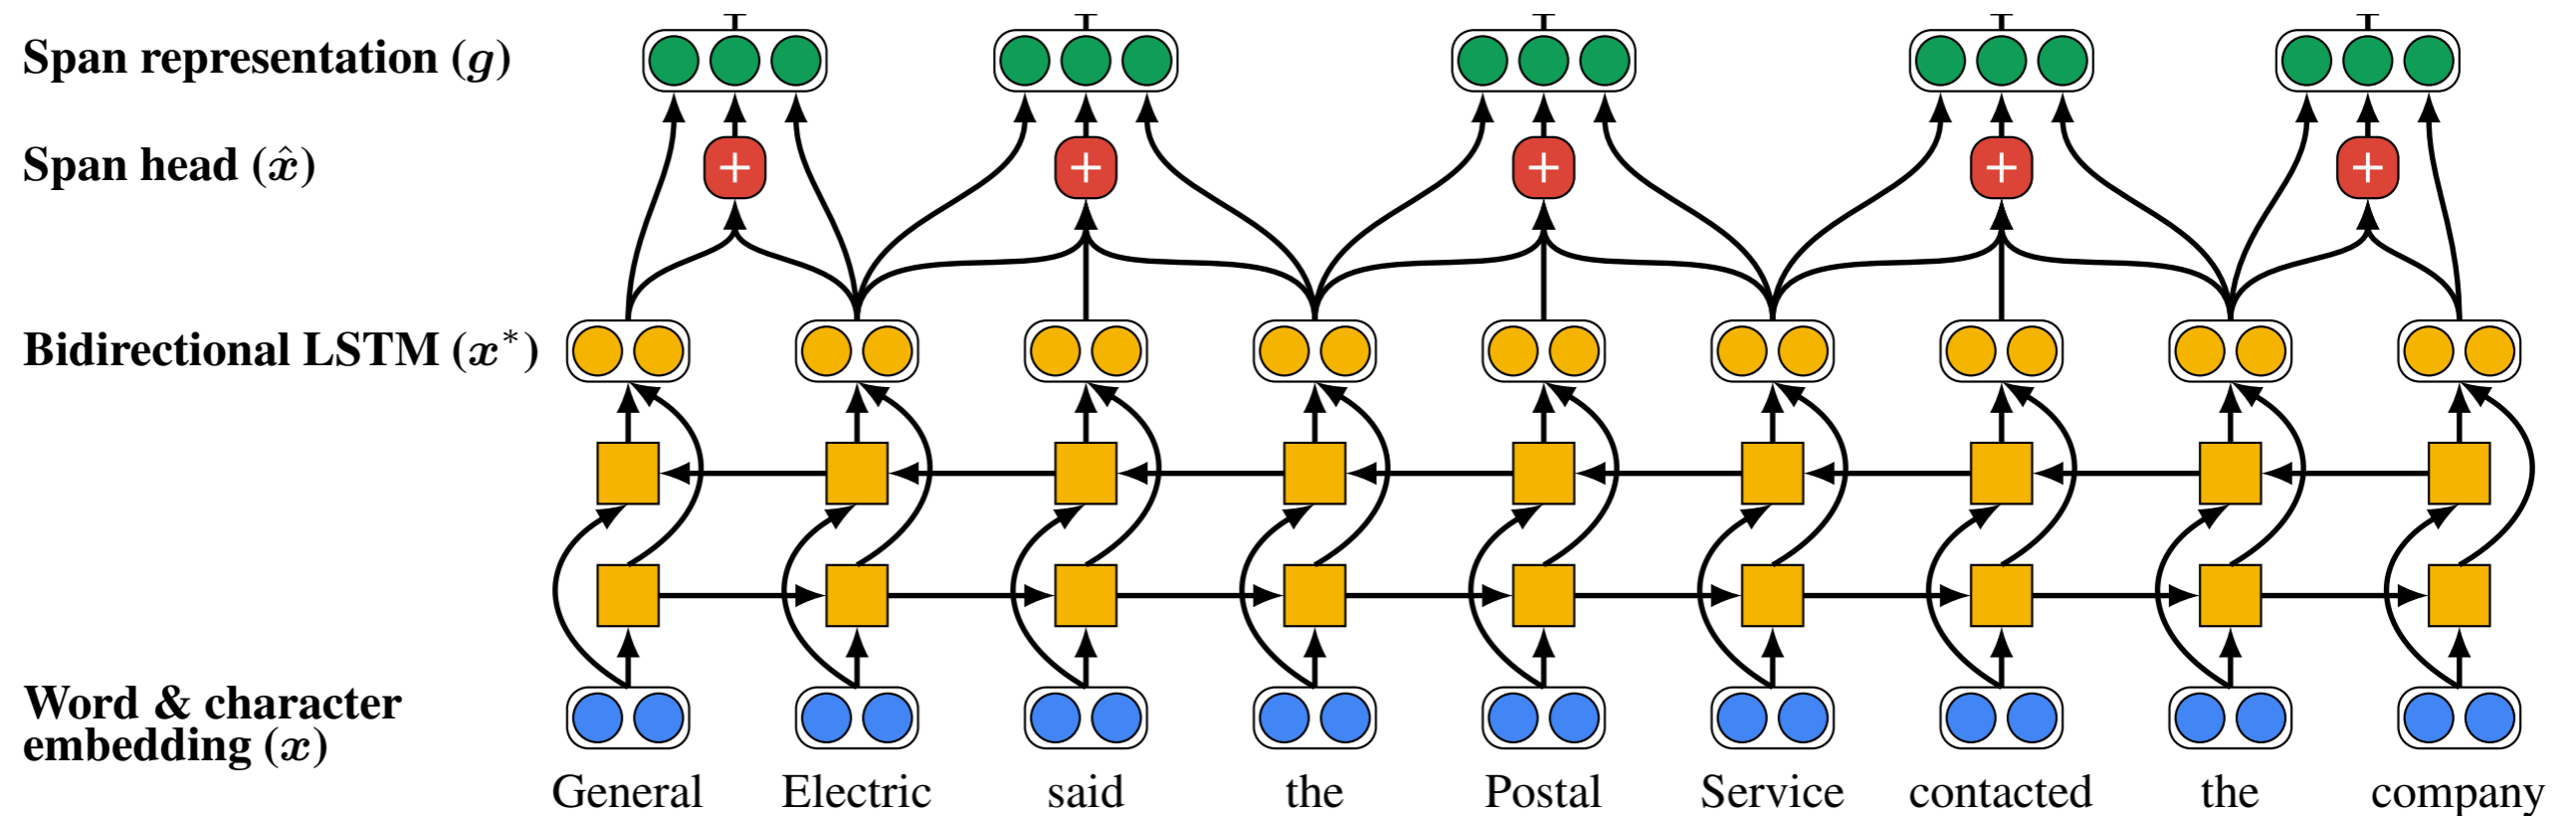 Span representation (g)
Span head (x̂)
+ + + + +
Bidirectional LSTM (x*)
Word & character
embedding (x)
General Electric said the Postal Service contacted the company